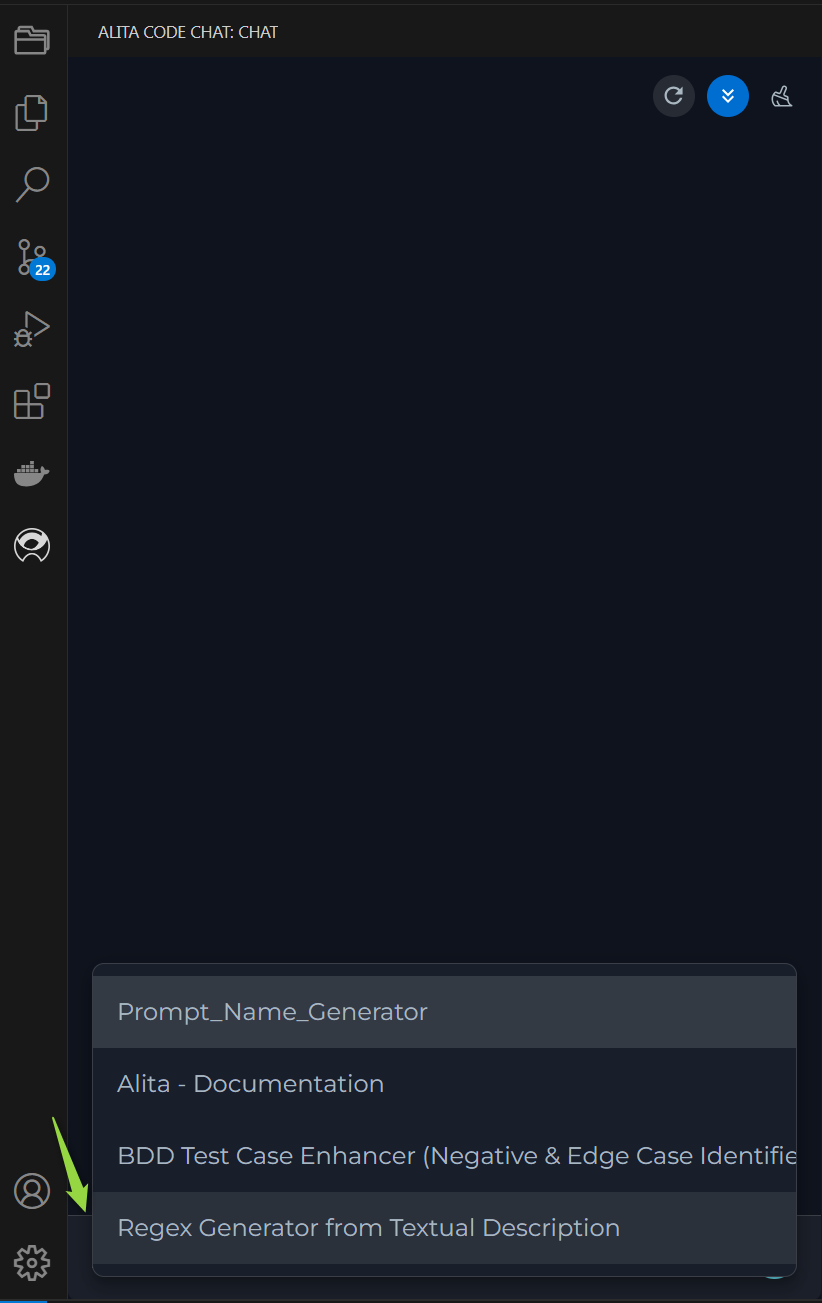 ALITA CODE CHAT: CHAT
22
Prompt_Name_Generator
Alita - Documentation
BDD Test Case Enhancer (Negative & Edge Case Identifie
Regex Generator from Textual Description